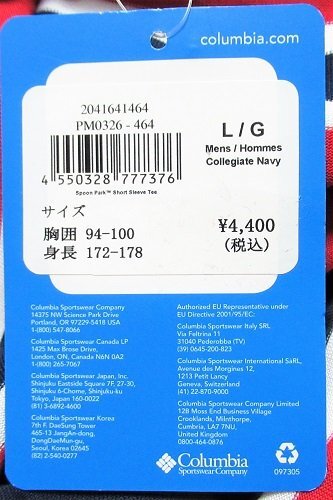 columbia.com
2041641464
PM0326 - 464
4 550328 777376
Spoon Park™ Short Sleeve Tee
L / G
Mens / Hommes
Collegiate Navy
サイズ
胸囲 94-100
身長 172-178
¥4,400
(税込)
Columbia Sportswear Company
14375 NW Science Park Drive
Portland, OR 97229-5418 USA
1 (800) 547-8066
Columbia Sportswear Canada LP
1425 Max Brose Drive,
London, ON, Canada N6N 0A2
1-(800) 265-7067
Columbia Sportswear Japan, Inc.
Shinjuku Eastside Square 7F, 27-30,
Shinjuku 6-Chome, Shinjuku-ku
Tokyo, Japan 160-0022
(81) 3-6892-4600
Columbia Sportswear Korea
7th F. DaeSung Tower
465-13 JangAn-dong,
DongDaeMun-gu
Seoul, Korea 02645
(82) 2-540-0277
Authorized EU Representative under
EU Directive 2001/95/EC:
Columbia Sportswear Italy SRL
Via Feltrina 11
31040 Pederobba (TV)
(39) 0645-200-823
Columbia Sportswear International SàRL,
Avenue des Morgines 12,
1213 Petit Lancy
Geneva, Switzerland
(41) 22-870-9000
Columbia Sportswear Company Limited
12B Moss End Business Village
Crooklands, Milnthorpe,
Cumbria, LA7 7NU,
United Kingdom
0800-464-0876
Columbia
Sportswear Company
097305